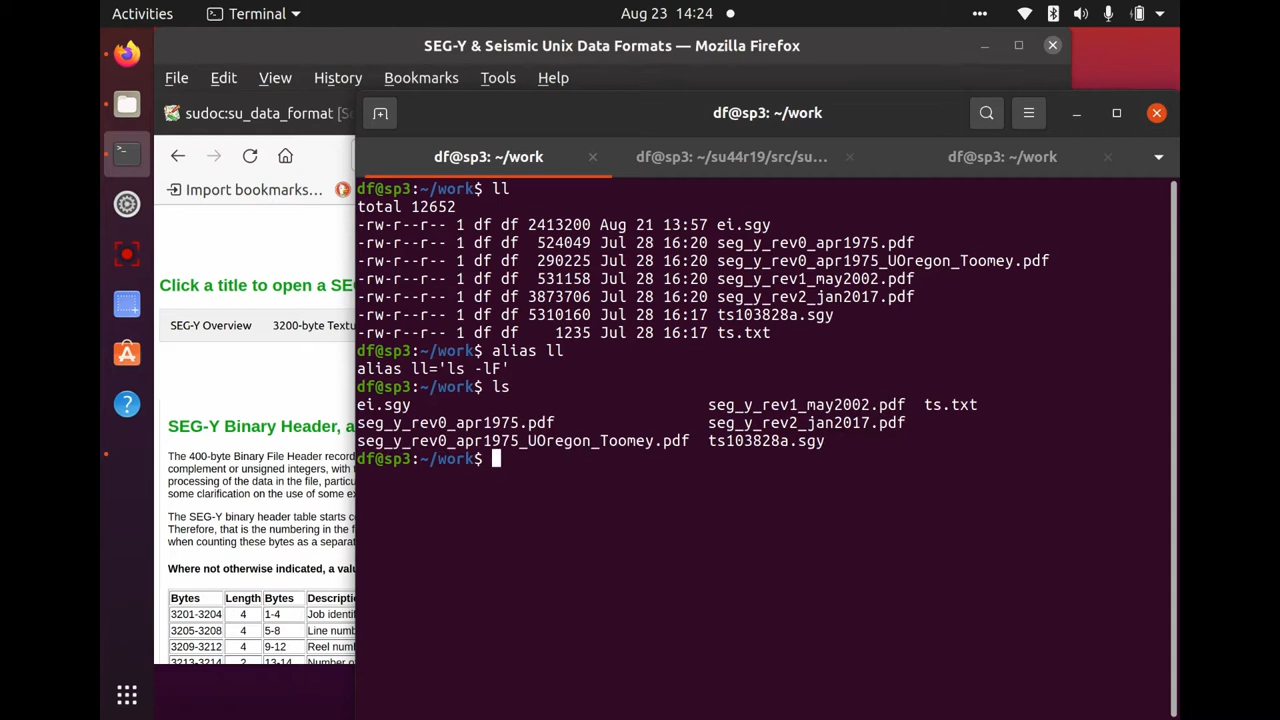 Activities Terminal Aug 23 14:24
SEG-Y & Seismic Unix Data Formats — Mozilla Firefox
File Edit View History Bookmarks Tools Help
sudoc:su_data_format [S
df@sp3: ~/work
df@sp3: ~/work df@sp3: ~/su44r19/src/su... df@sp3: ~/work
Import bookmarks...
df@sp3:~/work$ ll
total 12652
-rw-r--r-- 1 df df 2413200 Aug 21 13:57 ei.sgy
-rw-r--r-- 1 df df  524049 Jul 28 16:20 seg_y_rev0_apr1975.pdf
-rw-r--r-- 1 df df  290225 Jul 28 16:20 seg_y_rev0_apr1975_UOregon_Toomey.pdf
-rw-r--r-- 1 df df  531158 Jul 28 16:20 seg_y_rev1_may2002.pdf
-rw-r--r-- 1 df df 3873706 Jul 28 16:20 seg_y_rev2_jan2017.pdf
-rw-r--r-- 1 df df 5310160 Jul 28 16:17 ts103828a.sgy
-rw-r--r-- 1 df df    1235 Jul 28 16:17 ts.txt
df@sp3:~/work$ alias ll
alias ll='ls -lF'
df@sp3:~/work$ ls
ei.sgy seg_y_rev1_may2002.pdf ts.txt
seg_y_rev0_apr1975.pdf seg_y_rev2_jan2017.pdf
seg_y_rev0_apr1975_UOregon_Toomey.pdf ts103828a.sgy
df@sp3:~/work$
Click a title to open a SE
SEG-Y Overview 3200-byte Textu
SEG-Y Binary Header, a
The 400-byte Binary File Header record
complement or unsigned integers, with t
processing of the data in the file, particu
some clarification on the use of some e
The SEG-Y binary header table starts c
Therefore, that is the numbering in the f
when counting these bytes as a separat
Where not otherwise indicated, a valu
Bytes Length Bytes Descripti
3201-3204 4 1-4 Job identif
3205-3208 4 5-8 Line numb
3209-3212 4 9-12 Reel num
3213-3214 2 13-14 Number o